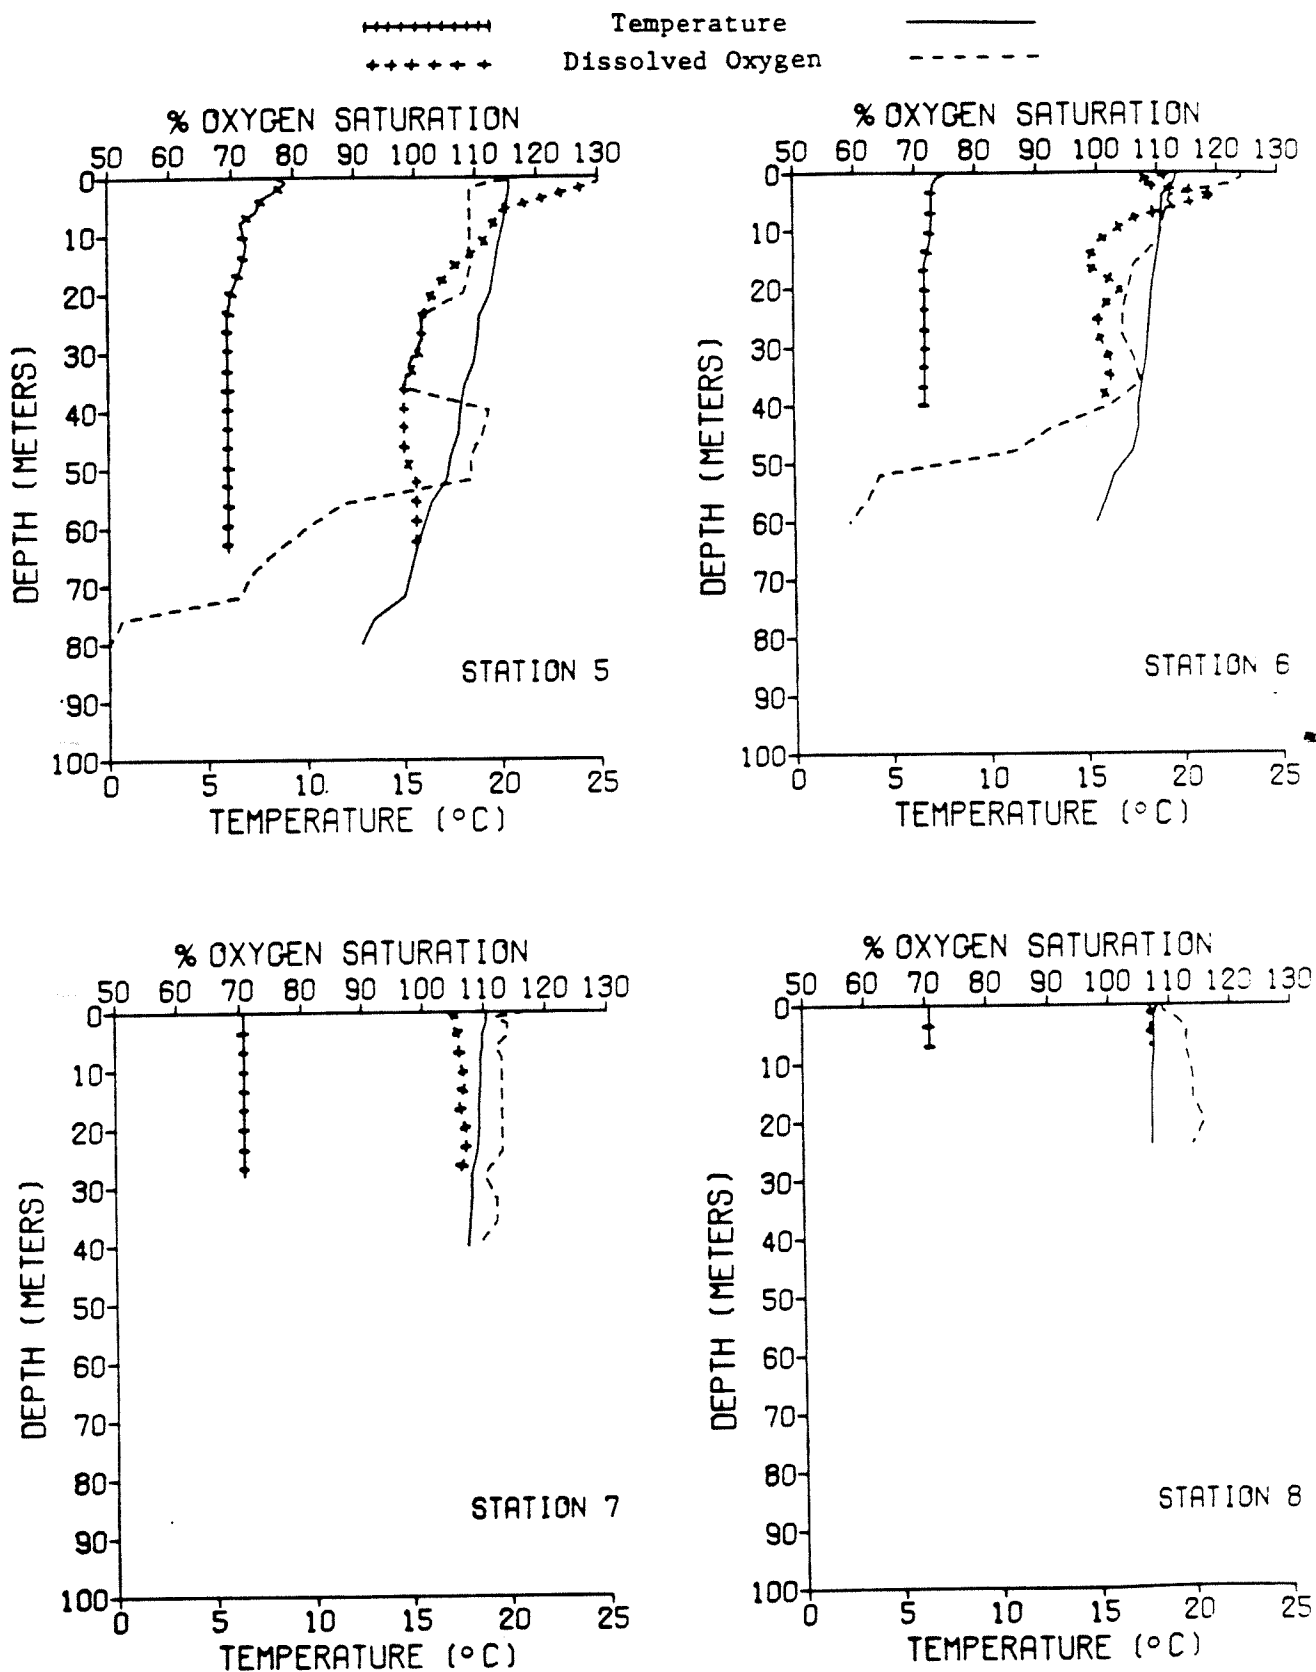 Temperature
Dissolved Oxygen
% OXYGEN SATURATION
50 60 70 80 90 100 110 120 130
0
10
20
30
40
50
60
70
80
90
100
DEPTH (METERS)
STATION 5
0 5 10 15 20 25
TEMPERATURE (°C)
% OXYGEN SATURATION
50 60 70 80 90 100 110 120 130
0
10
20
30
40
50
60
70
80
90
100
DEPTH (METERS)
STATION 6
0 5 10 15 20 25
TEMPERATURE (°C)
% OXYGEN SATURATION
50 60 70 80 90 100 110 120 130
0
10
20
30
40
50
60
70
80
90
100
DEPTH (METERS)
STATION 7
0 5 10 15 20 25
TEMPERATURE (°C)
% OXYGEN SATURATION
50 60 70 80 90 100 110 120 130
0
10
20
30
40
50
60
70
80
90
100
DEPTH (METERS)
STATION 8
0 5 10 15 20 25
TEMPERATURE (°C)